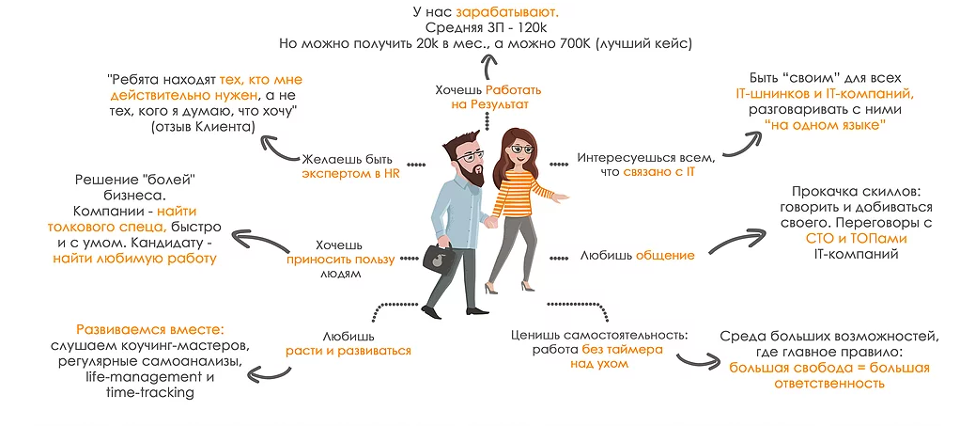 У нас зарабатывают.
Средняя ЗП - 120k
Но можно получить 20k в мес., а можно 700К (лучший кейс)
Хочешь Работать
на Результат
"Ребята находят тех, кто мне
действительно нужен, а не
тех, кого я думаю, что хочу"
(отзыв Клиента)
Желаешь быть
экспертом в HR
Быть “своим” для всех
IT-шнинков и IT-компаний,
разговаривать с ними
“на одном языке”
Интересуешься всем,
что связано с IT
Решение "болей"
бизнеса.
Компании - найти
толкового спеца, быстро
и с умом. Кандидату -
найти любимую работу
Хочешь
приносить пользу
людям
Прокачка скиллов:
говорить и добиваться
своего. Переговоры с
СТО и ТОПами
IT-компаний
Любишь общение
Развиваемся вместе:
слушаем коучинг-мастеров,
регулярные самоанализы,
life-management и
time-tracking
Любишь
расти и развиваться
Ценишь самостоятельность:
работа без таймера
над ухом
Среда больших возможностей,
где главное правило:
большая свобода = большая
ответственность